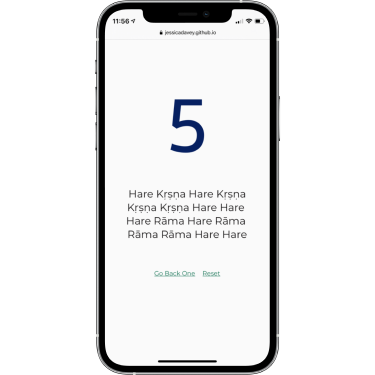 11:56
jessicadavey.github.io
5
Hare Kṛṣṇa Hare Kṛṣṇa
Kṛṣṇa Kṛṣṇa Hare Hare
Hare Rāma Hare Rāma
Rāma Rāma Hare Hare
Go Back One Reset